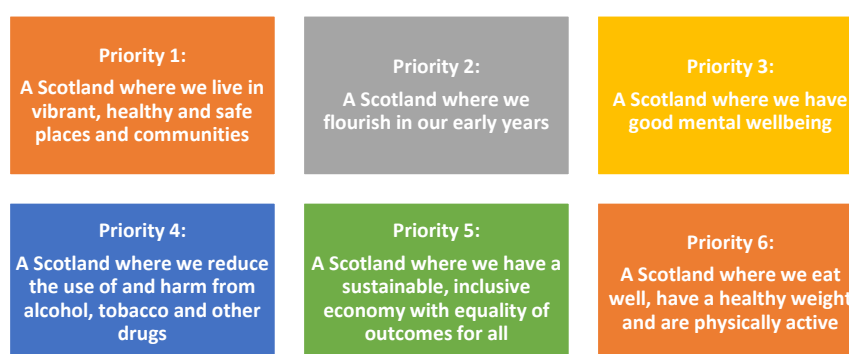 Priority 1:
A Scotland where we live in
vibrant, healthy and safe
places and communities
Priority 2:
A Scotland where we
flourish in our early years
Priority 3:
A Scotland where we have
good mental wellbeing
Priority 4:
A Scotland where we reduce
the use of and harm from
alcohol, tobacco and other
drugs
Priority 5:
A Scotland where we have a
sustainable, inclusive
economy with equality of
outcomes for all
Priority 6:
A Scotland where we eat
well, have a healthy weight
and are physically active